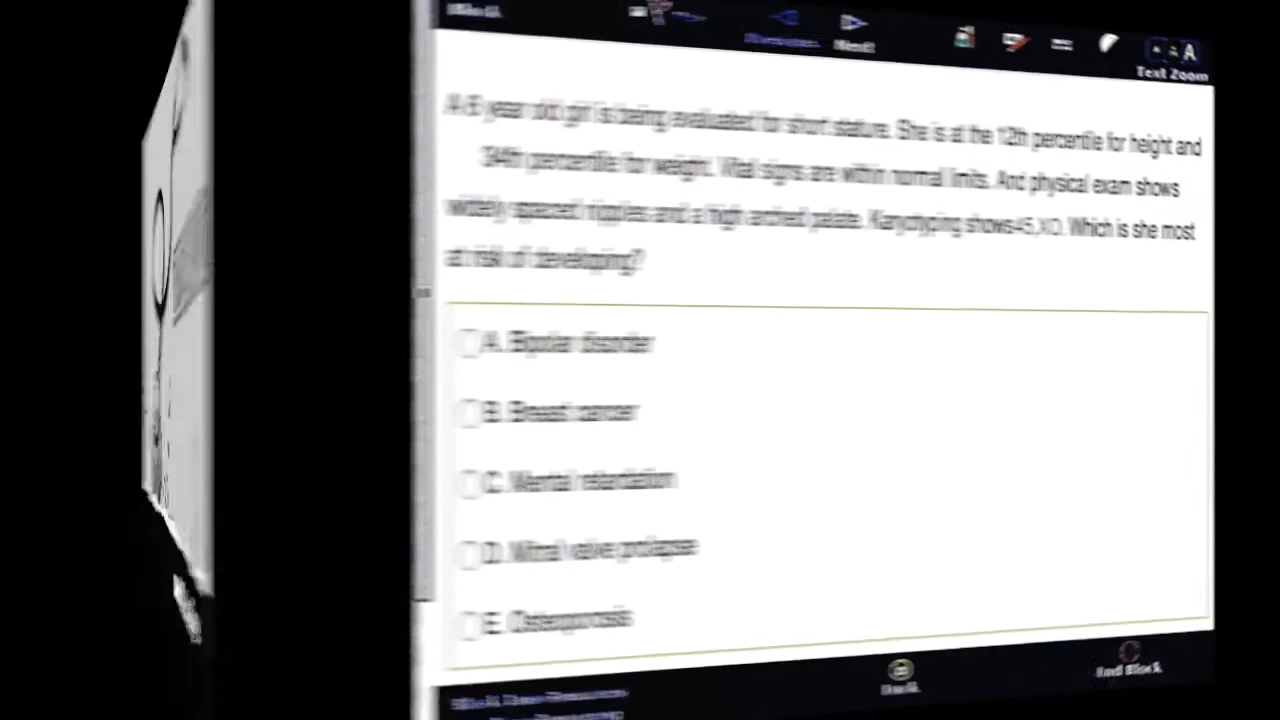 Text Zoom
A
A 8 year old girl is being evaluated for short stature. She is at the 12th percentile for height and
34th percentile for weight. Vital signs are within normal limits. And physical exam shows
widely spaced nipples and a high arched palate. Karyotyping shows45,XO. Which is she most
at risk of developing?
A. Bipolar disorder
B. Breast cancer
C. Mental retardation
D. Mitral valve prolapse
E. Osteoporosis
End Block